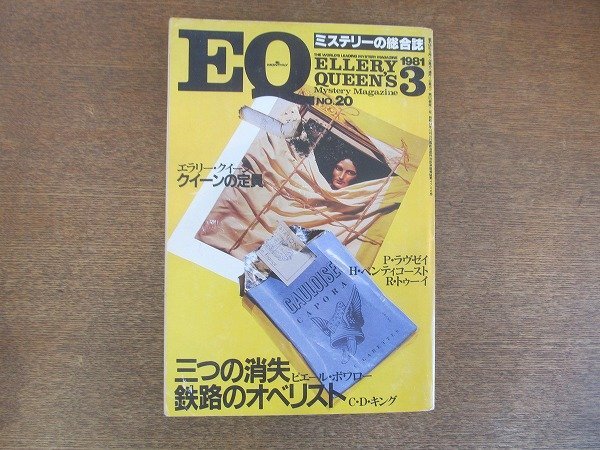 ミステリーの総合誌
EQ
THE WORLD'S LEADING MYSTERY MAGAZINE
ELLERY
QUEEN'S
Mystery Magazine
NO.20
1981
3
エラリー・クイーン
クイーンの定員
P・ラヴゼイ
H・ペンティコースト
R・トゥーイ
GAULOISE
CAPORA
三つの消失
ピエール・ボワロー
鉄路のオベリスト
C・D・キング